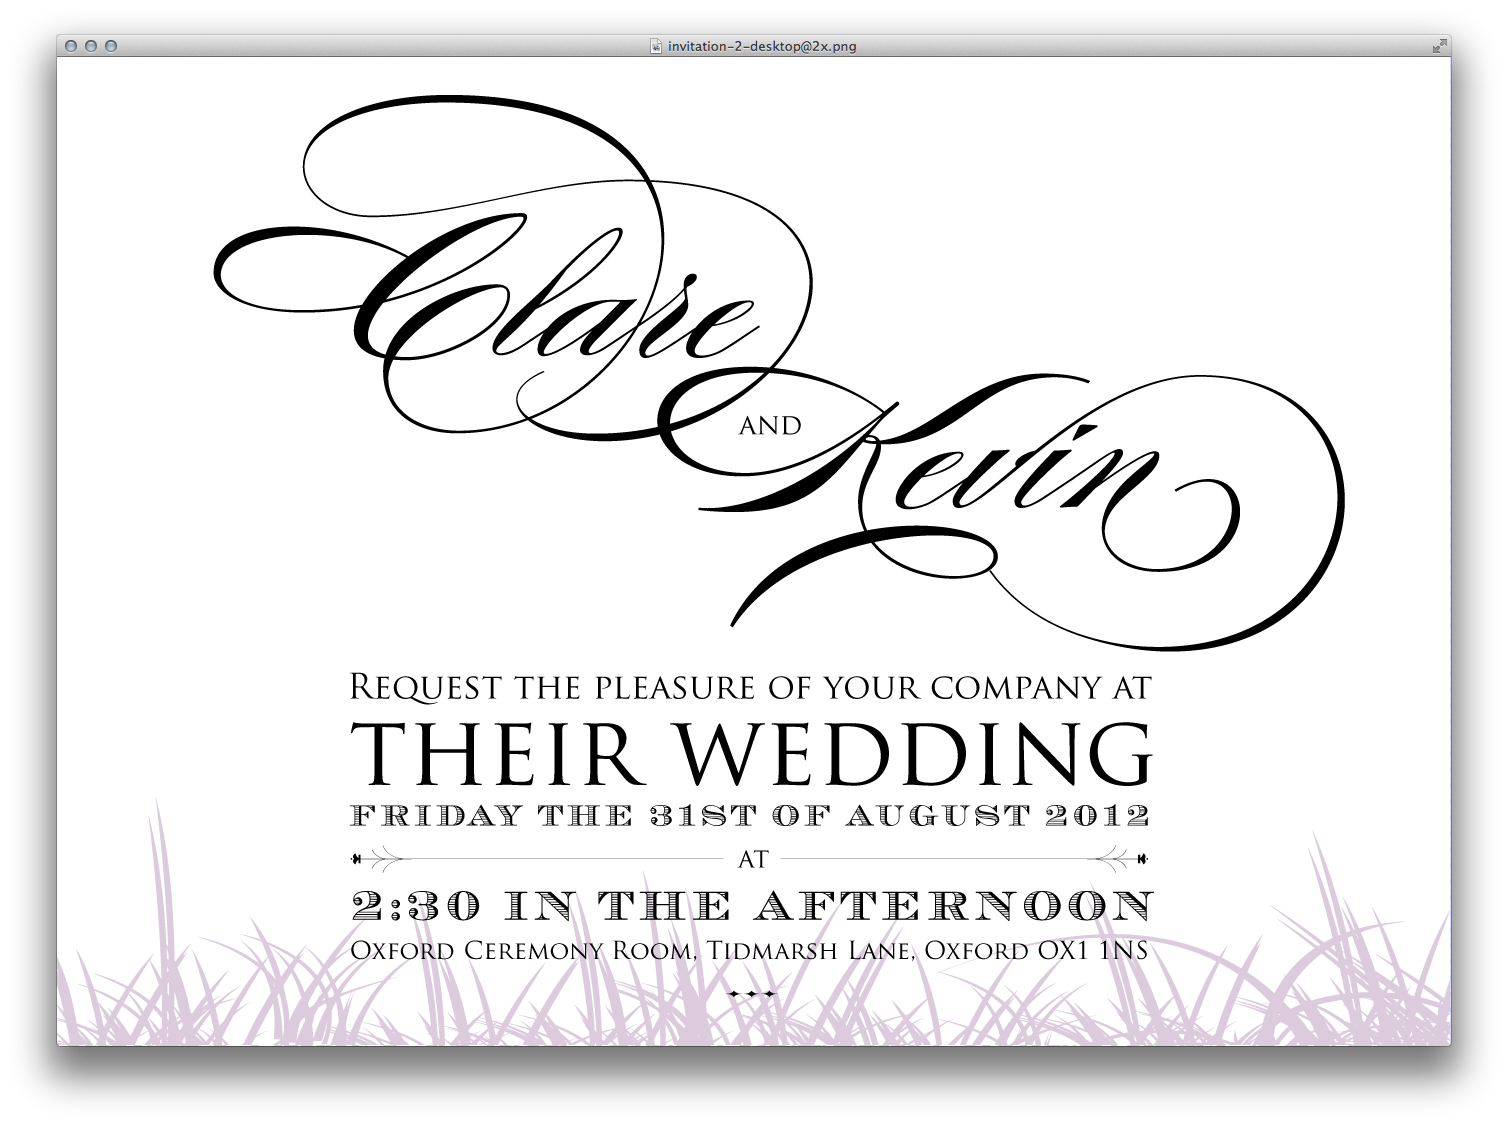 invitation-2-desktop@2x.png
Clare
AND
Kevin
REQUEST THE PLEASURE OF YOUR COMPANY AT
THEIR WEDDING
FRIDAY THE 31ST OF AUGUST 2012
AT
2:30 IN THE AFTERNOON
OXFORD CEREMONY ROOM, TIDMARSH LANE, OXFORD OX1 1NS